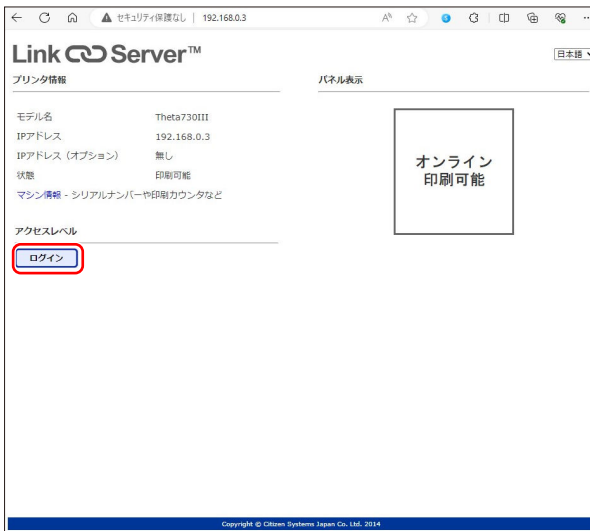 セキュリティ保護なし | 192.168.0.3
Link Server™
日本語
プリンタ情報
パネル表示
モデル名 Theta730III
IPアドレス 192.168.0.3
IPアドレス（オプション） 無し
状態 印刷可能
マシン情報 - シリアルナンバーや印刷カウンタなど
オンライン
印刷可能
アクセスレベル
ログイン
Copyright © Citizen Systems Japan Co. Ltd. 2014